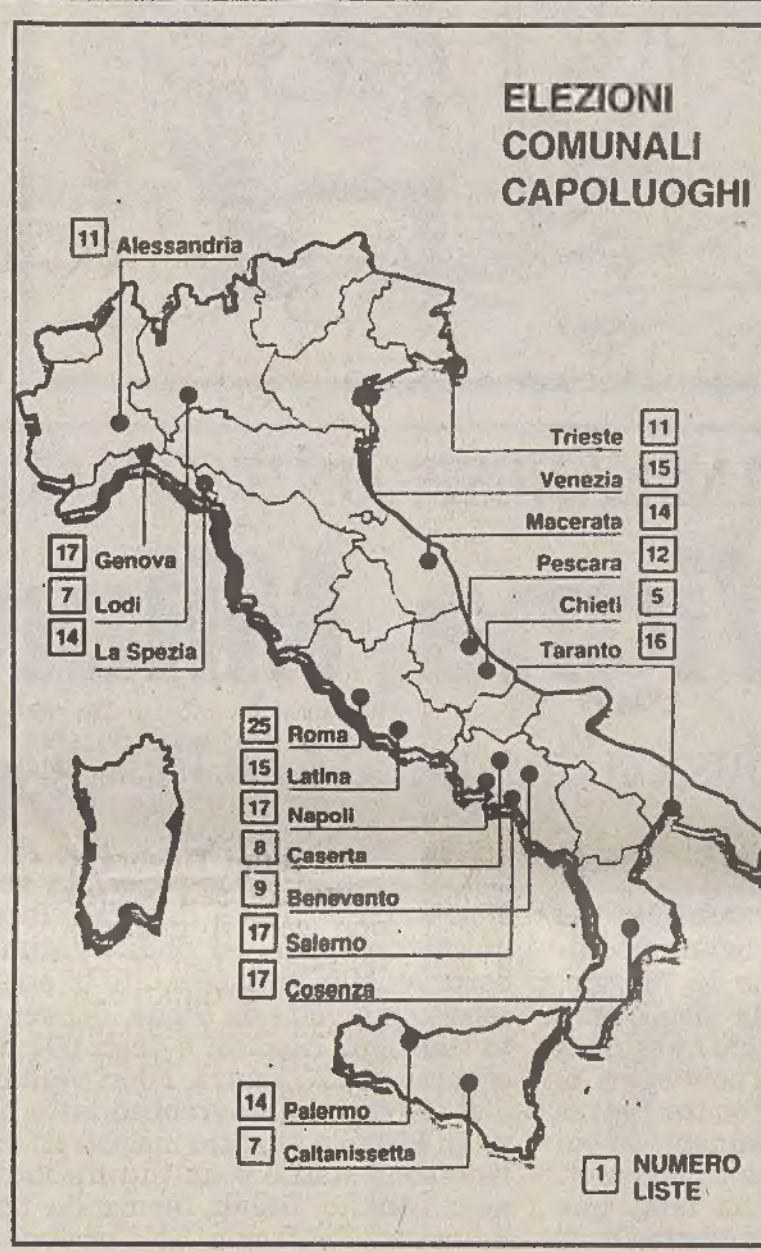 ELEZIONI
COMUNALI
CAPOLUOGHI
11 Alessandria
Trieste 11
Venezia 15
Macerata 14
Pescara 12
Chieti 5
Taranto 16
17 Genova
7 Lodi
14 La Spezia
25 Roma
15 Latina
17 Napoli
8 Caserta
9 Benevento
17 Salerno
17 Cosenza
14 Palermo
7 Caltanissetta
1 NUMERO
LISTE